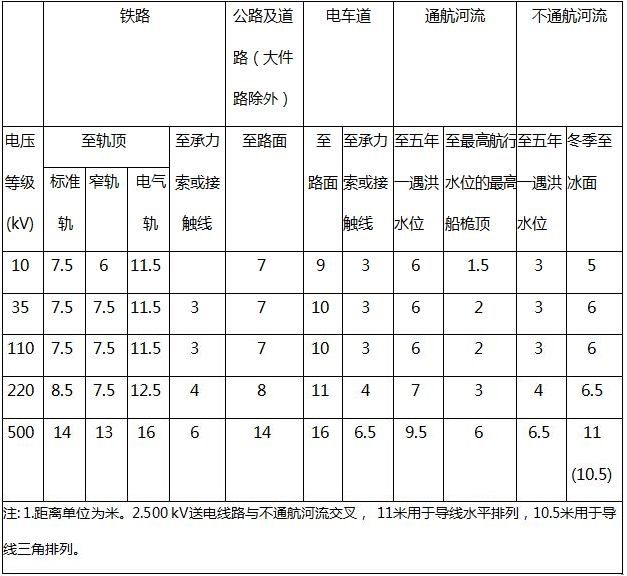 铁路 公路及道路（大件路除外） 电车道 通航河流 不通航河流
电压等级(kV) 至轨顶 至承力索或接触线 至路面 至路面 至承力索或接触线 至五年一遇洪水位 至最高航行水位的最高船桅顶 至五年一遇洪水位 冬季至冰面
标准轨 窄轨 电气轨
10 7.5 6 11.5 7 9 3 6 1.5 3 5
35 7.5 7.5 11.5 3 7 10 3 6 2 3 6
110 7.5 7.5 11.5 3 7 10 3 6 2 3 6
220 8.5 7.5 12.5 4 8 11 4 7 3 4 6.5
500 14 13 16 6 14 16 6.5 9.5 6 6.5 11
(10.5)
注: 1.距离单位为米。2.500 kV送电线路与不通航河流交叉， 11米用于导线水平排列，10.5米用于导
线三角排列。